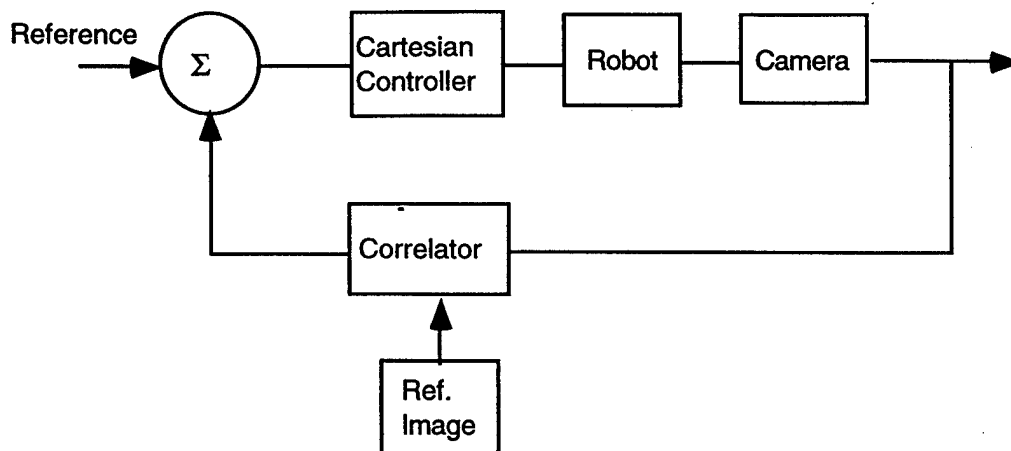 Reference
Σ
Cartesian
Controller
Robot
Camera
Correlator
Ref.
Image